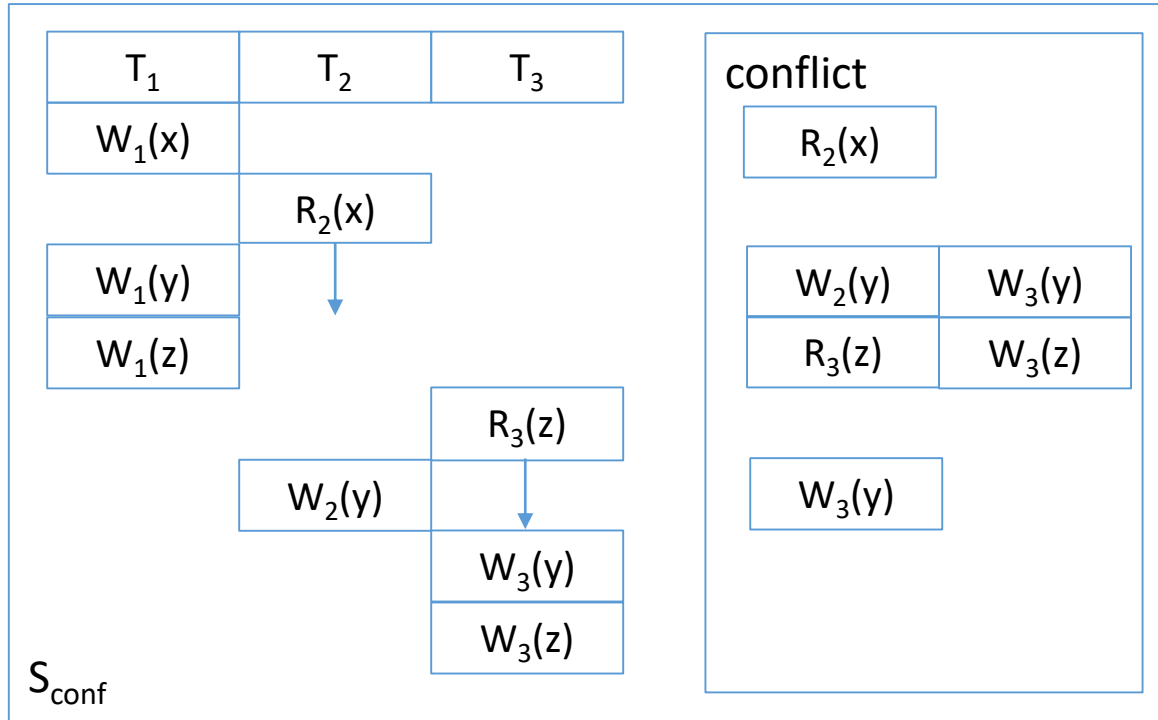 T1 T2 T3
conflict
W1(x)
R2(x)
R2(x)
W1(y) W2(y) W3(y)
W1(z) R3(z) W3(z)
R3(z)
W2(y) W3(y)
W3(y)
W3(z)
Sconf